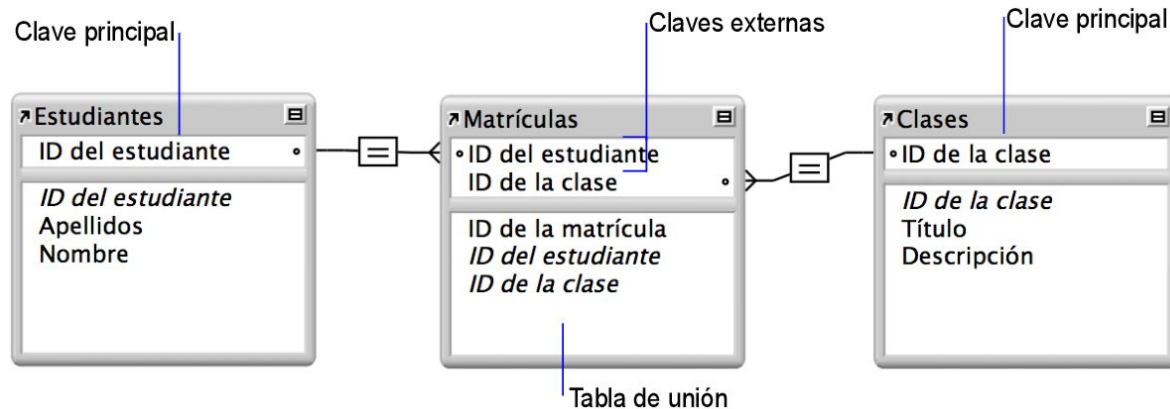 Clave principal
Claves externas
Clave principal
Estudiantes
ID del estudiante
ID del estudiante
Apellidos
Nombre
Matrículas
ID del estudiante
ID de la clase
ID de la matrícula
ID del estudiante
ID de la clase
Clases
ID de la clase
ID de la clase
Título
Descripción
Tabla de unión